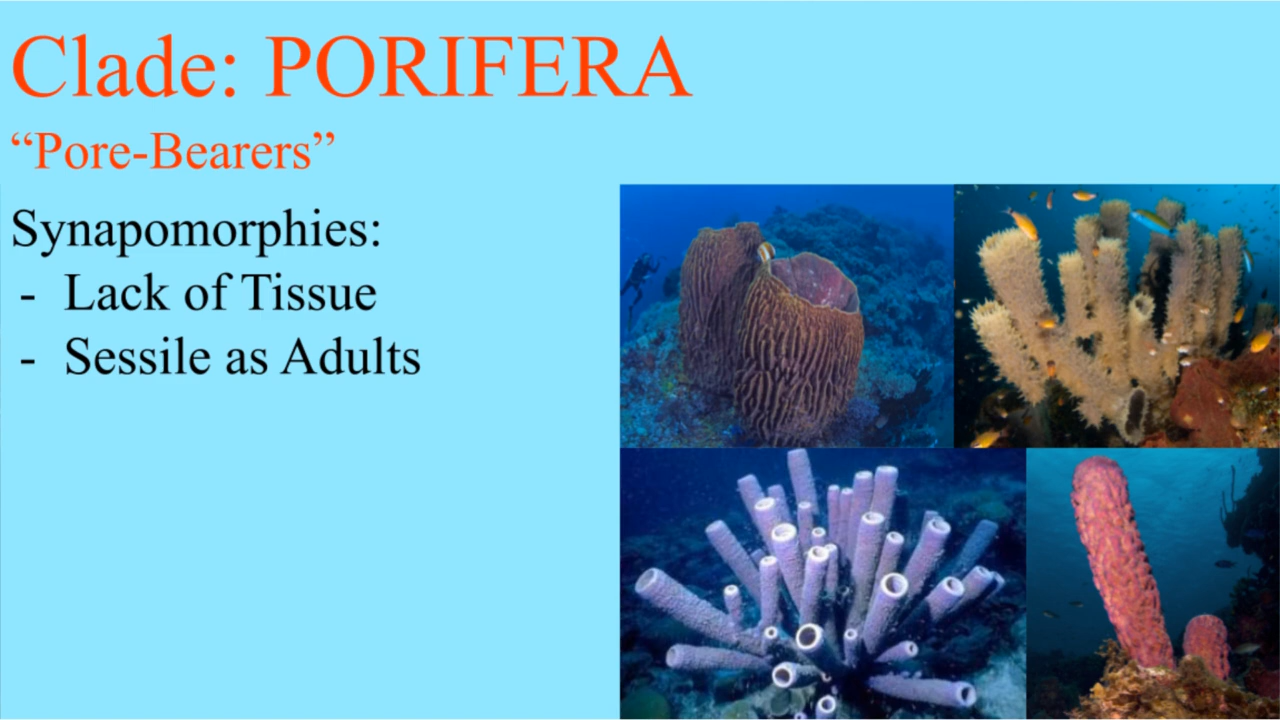 Clade: PORIFERA
“Pore-Bearers”
Synapomorphies:
- Lack of Tissue
- Sessile as Adults